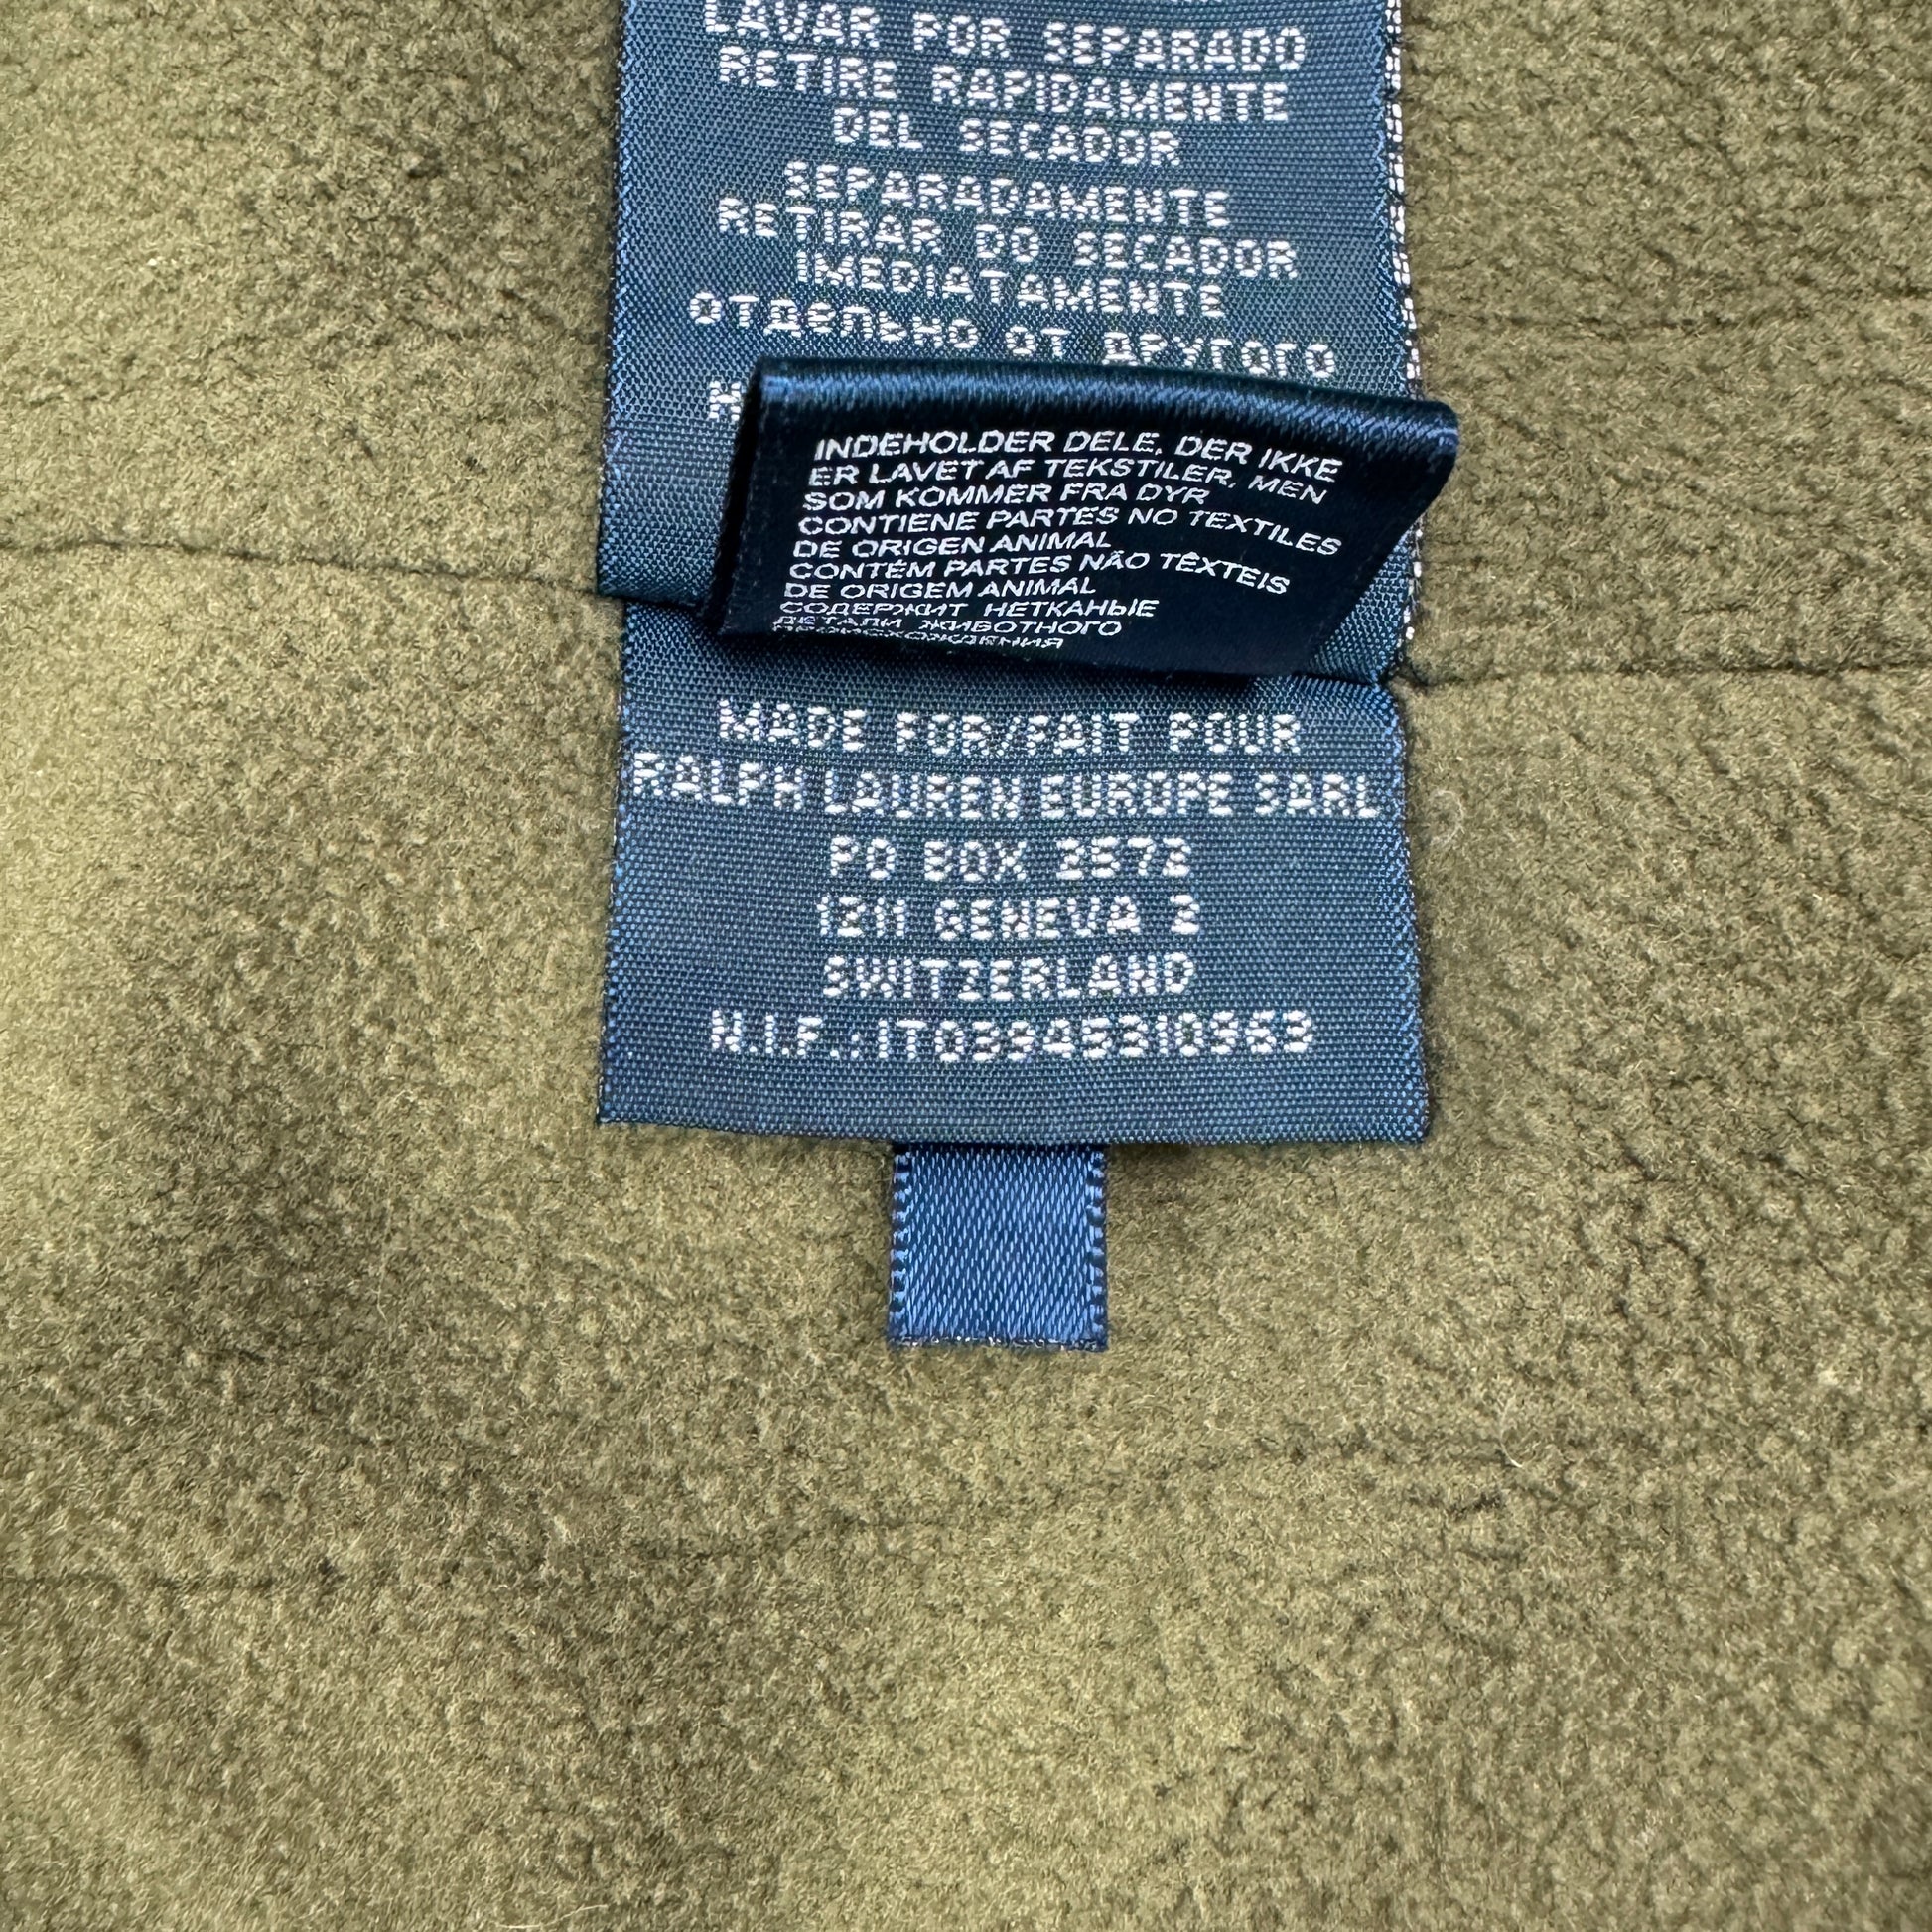 LAVAR POR SEPARADO
RETIRE RAPIDAMENTE
DEL SECADOR
SEPARADAMENTE
RETIRAR DO SECADOR
IMEDIATAMENTE
ОТДЕЛЬНО ОТ ДРУГОГО
INDEHOLDER DELE, DER IKKE
ER LAVET AF TEKSTILER, MEN
SOM KOMMER FRA DYR
CONTIENE PARTES NO TEXTILES
DE ORIGEN ANIMAL
CONTÉM PARTES NÃO TÊXTEIS
DE ORIGEM ANIMAL
СОДЕРЖИТ НЕТКАНЫЕ
ДЕТАЛИ ЖИВОТНОГО
ПРОИСХОЖДЕНИЯ
MADE FOR/FAIT POUR
RALPH LAUREN EUROPE SARL
PO BOX 2572
1211 GENEVA 2
SWITZERLAND
N.I.F.:IT03945310963